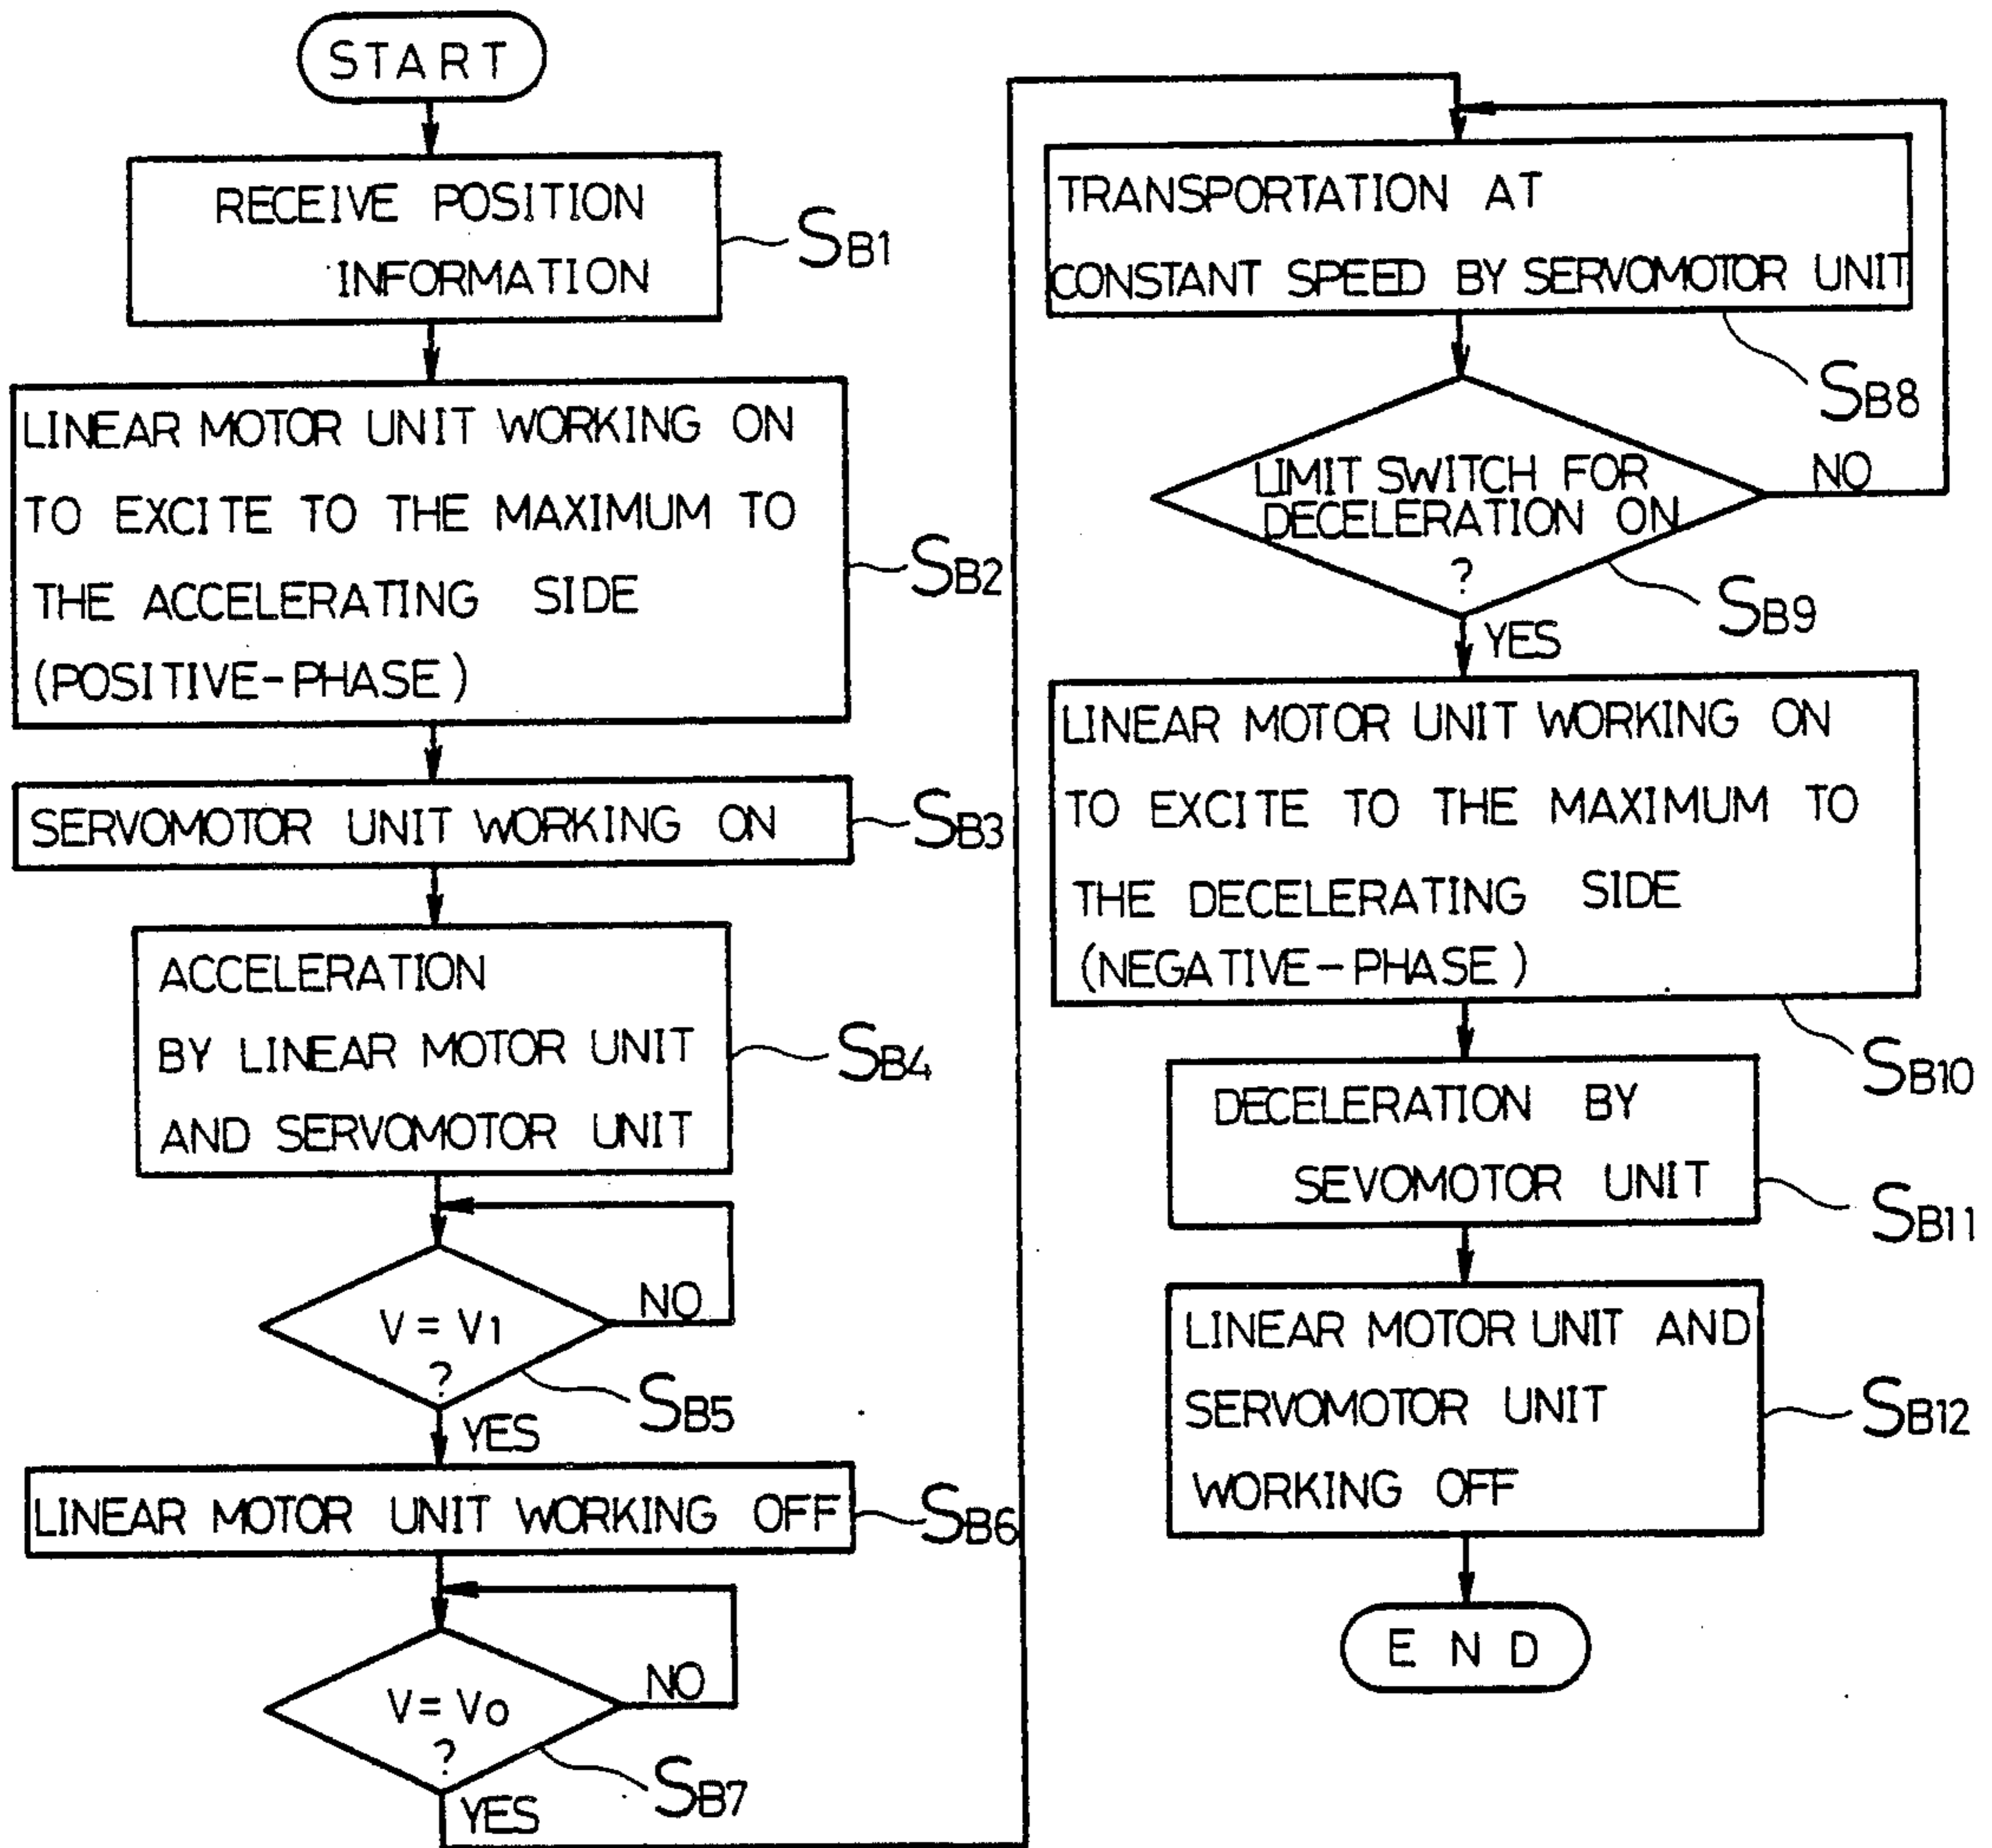 START
RECEIVE POSITION
INFORMATION
SB1
LINEAR MOTOR UNIT WORKING ON
TO EXCITE TO THE MAXIMUM TO
THE ACCELERATING SIDE
(POSITIVE-PHASE)
SB2
SERVOMOTOR UNIT WORKING ON
SB3
ACCELERATION
BY LINEAR MOTOR UNIT
AND SERVOMOTOR UNIT
SB4
V = V1
?
NO
SB5
YES
LINEAR MOTOR UNIT WORKING OFF
SB6
V = V0
?
NO
SB7
YES
TRANSPORTATION AT
CONSTANT SPEED BY SERVOMOTOR UNIT
SB8
LIMIT SWITCH FOR
DECELERATION ON
?
NO
SB9
YES
LINEAR MOTOR UNIT WORKING ON
TO EXCITE TO THE MAXIMUM TO
THE DECELERATING SIDE
(NEGATIVE-PHASE)
SB10
DECELERATION BY
SEVOMOTOR UNIT
SB11
LINEAR MOTOR UNIT AND
SERVOMOTOR UNIT
WORKING OFF
SB12
END